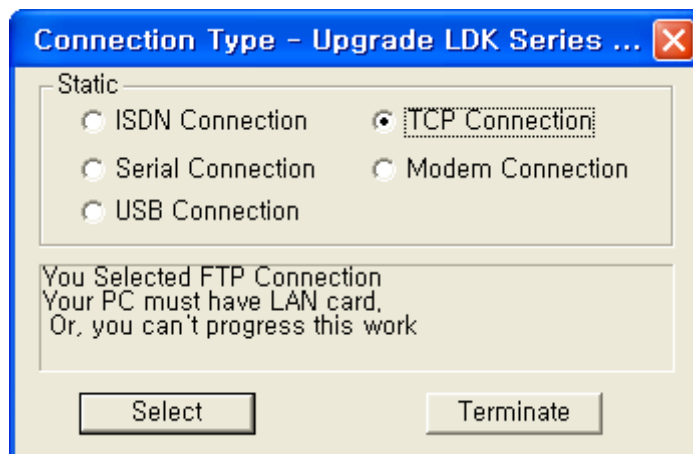 Connection Type - Upgrade LDK Series ...
Static
ISDN Connection TCP Connection
Serial Connection Modem Connection
USB Connection
You Selected FTP Connection
Your PC must have LAN card,
Or, you can't progress this work
Select Terminate